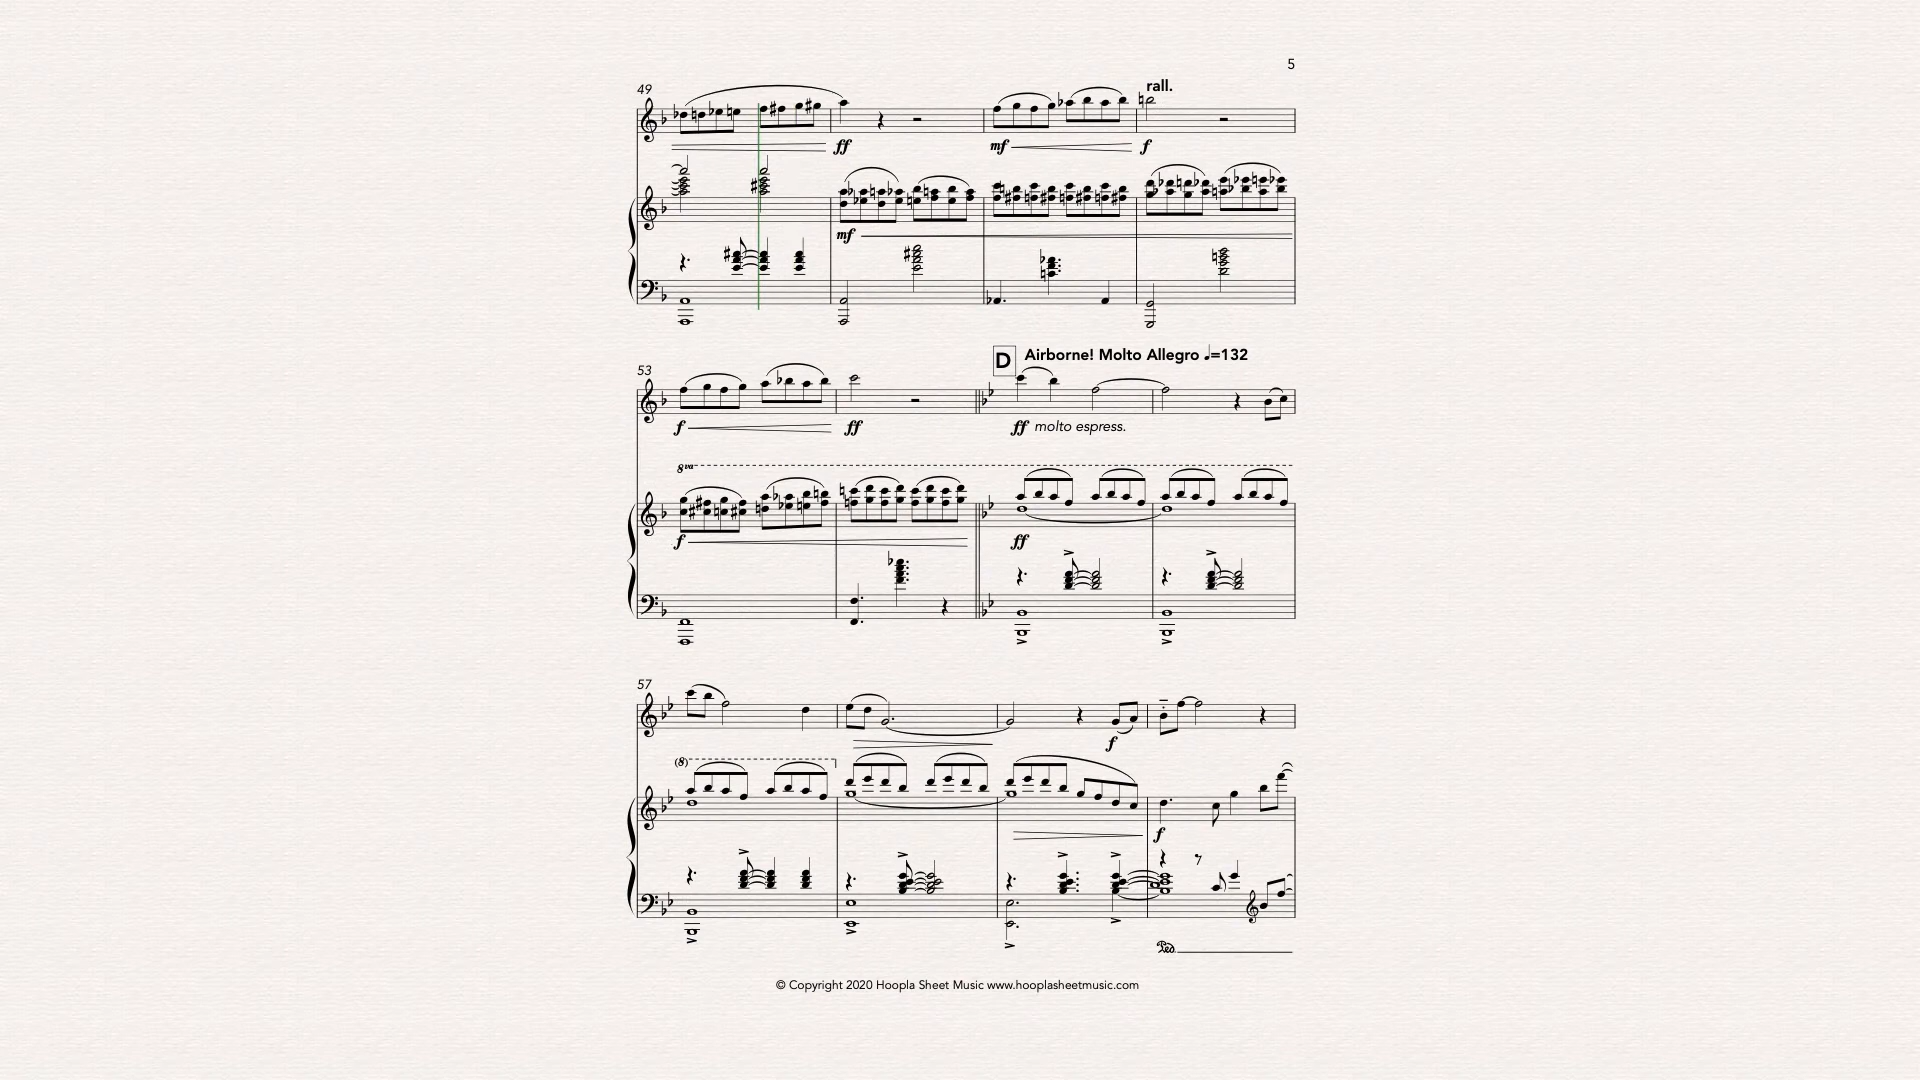 5
49
rall.
ff
mf
f
mf
D Airborne! Molto Allegro ♩=132
53
f
ff
ff molto espress.
8va
f
ff
57
f
(8)
f
Ped.
© Copyright 2020 Hoopla Sheet Music www.hooplasheetmusic.com